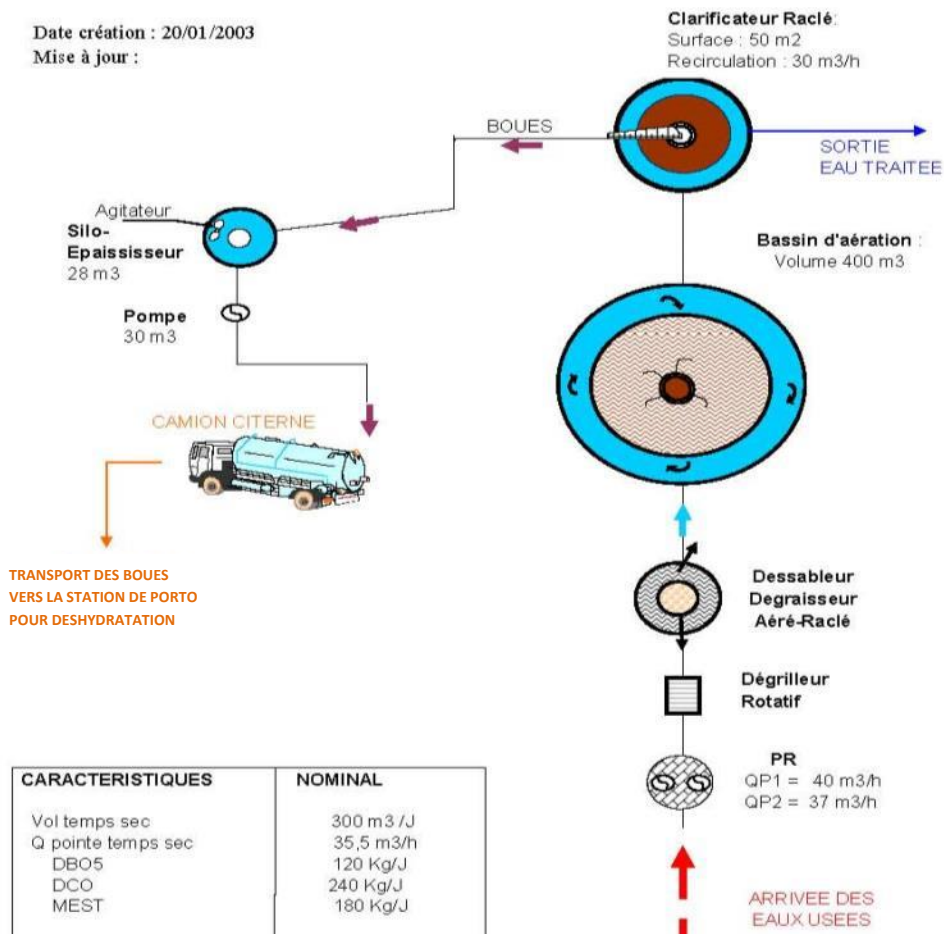 Date création : 20/01/2003
Mise à jour :
Clarificateur Raclé:
Surface : 50 m2
Recirculation : 30 m3/h
BOUES
SORTIE
EAU TRAITEE
Agitateur
Silo-
Epaississeur
28 m3
Bassin d'aération :
Volume 400 m3
Pompe
30 m3
CAMION CITERNE
TRANSPORT DES BOUES
VERS LA STATION DE PORTO
POUR DESHYDRATATION
Dessableur
Degraisseur
Aéré-Raclé
Dégrilleur
Rotatif
PR
QP1 = 40 m3/h
QP2 = 37 m3/h
CARACTERISTIQUES NOMINAL
Vol temps sec 300 m3 /J
Q pointe temps sec 35,5 m3/h
DBO5 120 Kg/J
DCO 240 Kg/J
MEST 180 Kg/J
ARRIVEE DES
EAUX USEES